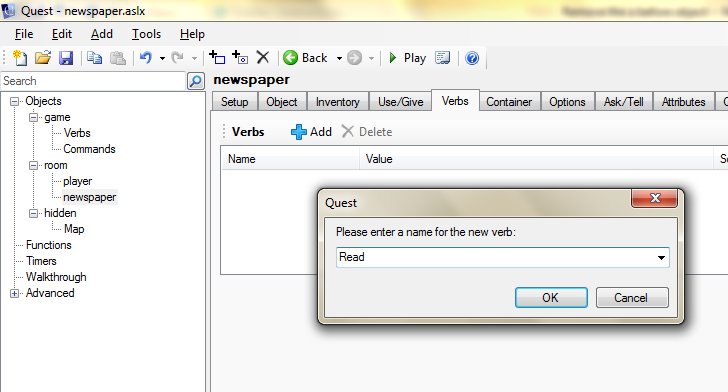 Quest - newspaper.aslx
File Edit Add Tools Help
Back Play
Search
newspaper
Setup Object Inventory Use/Give Verbs Container Options Ask/Tell Attributes
Objects
game
Verbs
Commands
room
player
newspaper
hidden
Map
Functions
Timers
Walkthrough
Advanced
Verbs Add Delete
Name Value
Quest
Please enter a name for the new verb:
Read
OK Cancel